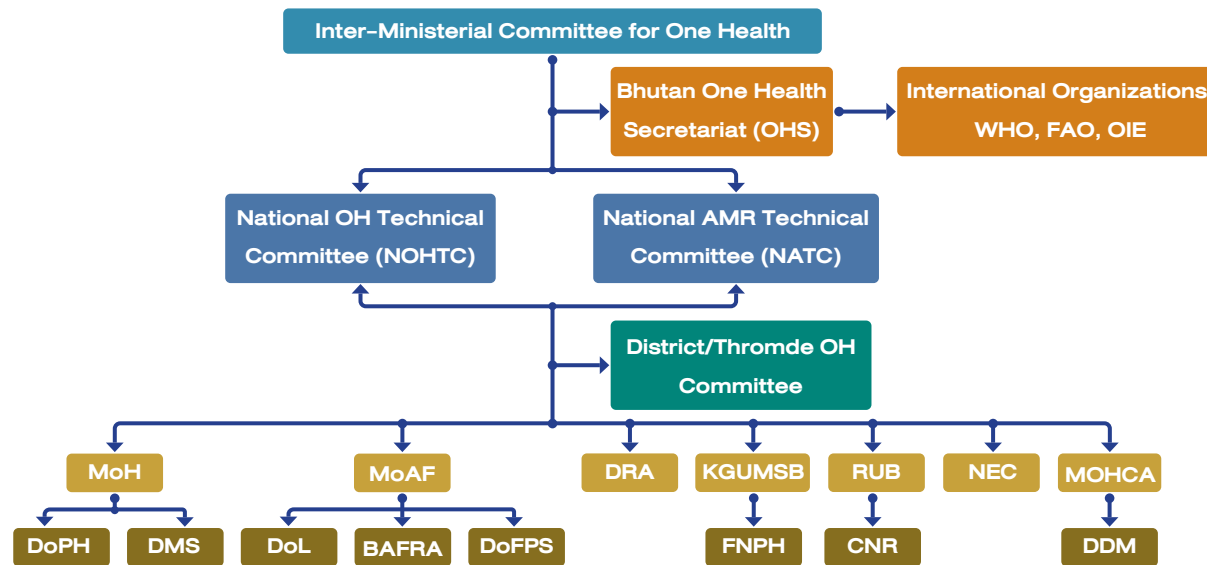 Inter-Ministerial Committee for One Health
Bhutan One Health
Secretariat (OHS)
International Organizations
WHO, FAO, OIE
National OH Technical
Committee (NOHTC)
National AMR Technical
Committee (NATC)
District/Thromde OH
Committee
MoH
MoAF
DRA
KGUMSB
RUB
NEC
MOHCA
DoPH
DMS
DoL
BAFRA
DoFPS
FNPH
CNR
DDM